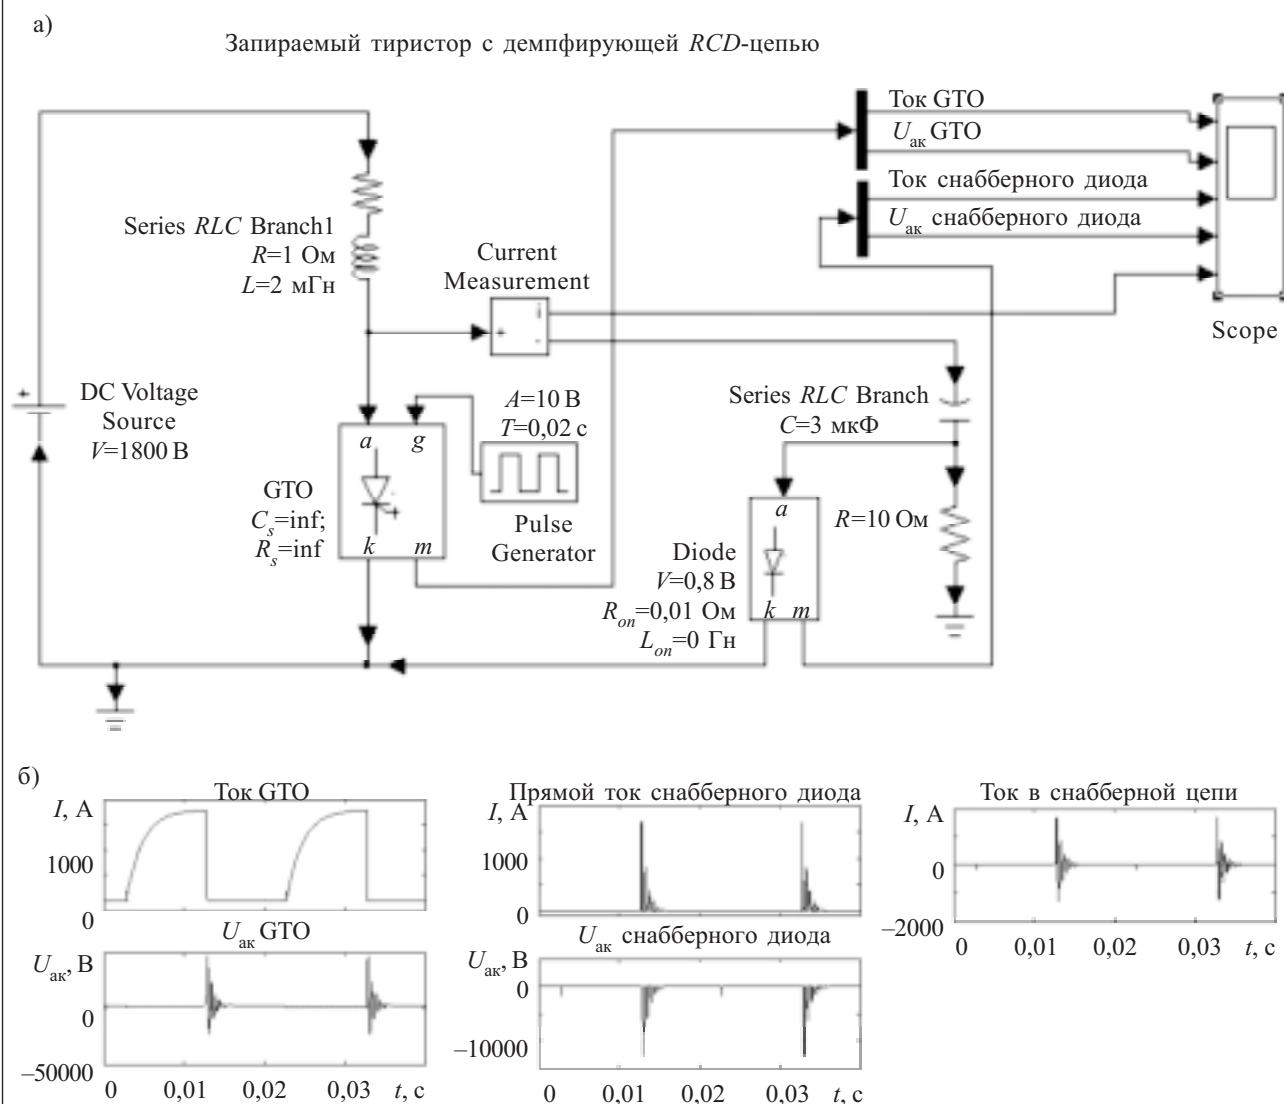 а)
Запираемый тиристор с демпфирующей RCD-цепью
Ток GTO
Uак GTO
Ток снабберного диода
Uак снабберного диода
Scope
Series RLC Branch1
R=1 Ом
L=2 мГн
Current
Measurement
+
i
-
+
DC Voltage
Source
V=1800 В
A=10 В
T=0,02 с
Pulse
Generator
a
g
k
m
GTO
Cs=inf;
Rs=inf
Series RLC Branch
C=3 мкФ
R=10 Ом
a
k m
Diode
V=0,8 В
Ron=0,01 Ом
Lon=0 Гн
б)
Ток GTO
I, А
1000
0
Uак GTO
Uак, В
0
–50000
0 0,01 0,02 0,03 t, с
Прямой ток снабберного диода
I, А
1000
0
Uак снабберного диода
Uак, В
0
–10000
0 0,01 0,02 0,03 t, с
Ток в снабберной цепи
I, А
0
–2000
0 0,01 0,02 0,03 t, с